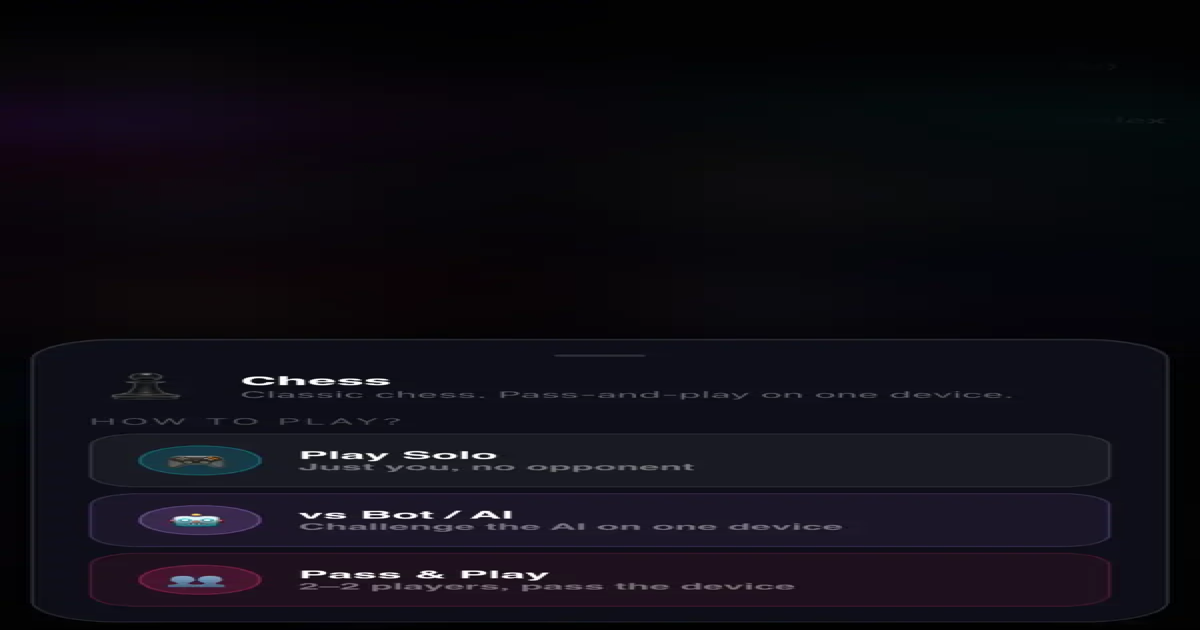 Chess
Classic chess. Pass-and-play on one device.
HOW TO PLAY?
Play Solo
Just you, no opponent
vs Bot / AI
Challenge the AI on one device
Pass & Play
2–2 players, pass the device